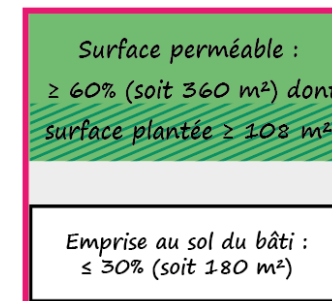 Surface perméable :
≥ 60% (soit 360 m²) dont
surface plantée ≥ 108 m²
Emprise au sol du bâti :
≤ 30% (soit 180 m²)